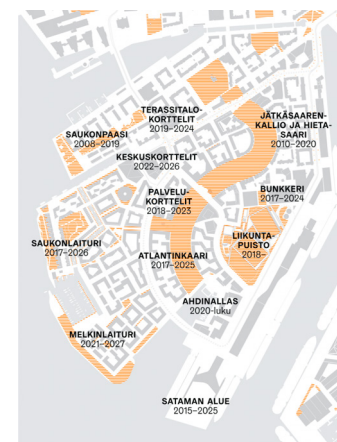 TERASSITALO-
KORTTELIT
2019–2024
JÄTKÄSAAREN-
KALLIO JA HIETA-
SAARI
2010–2020
SAUKONPAASI
2008–2019
KESKUSKORTTELIT
2022–2026
PALVELU-
KORTTELIT
2018–2023
BUNKKERI
2017–2024
SAUKONLAITURI
2017–2026
LIIKUNTA-
PUISTO
2018–
ATLANTINKAARI
2017–2025
AHDINALLAS
2020-luku
MELKINLAITURI
2021–2027
SATAMAN ALUE
2015–2025